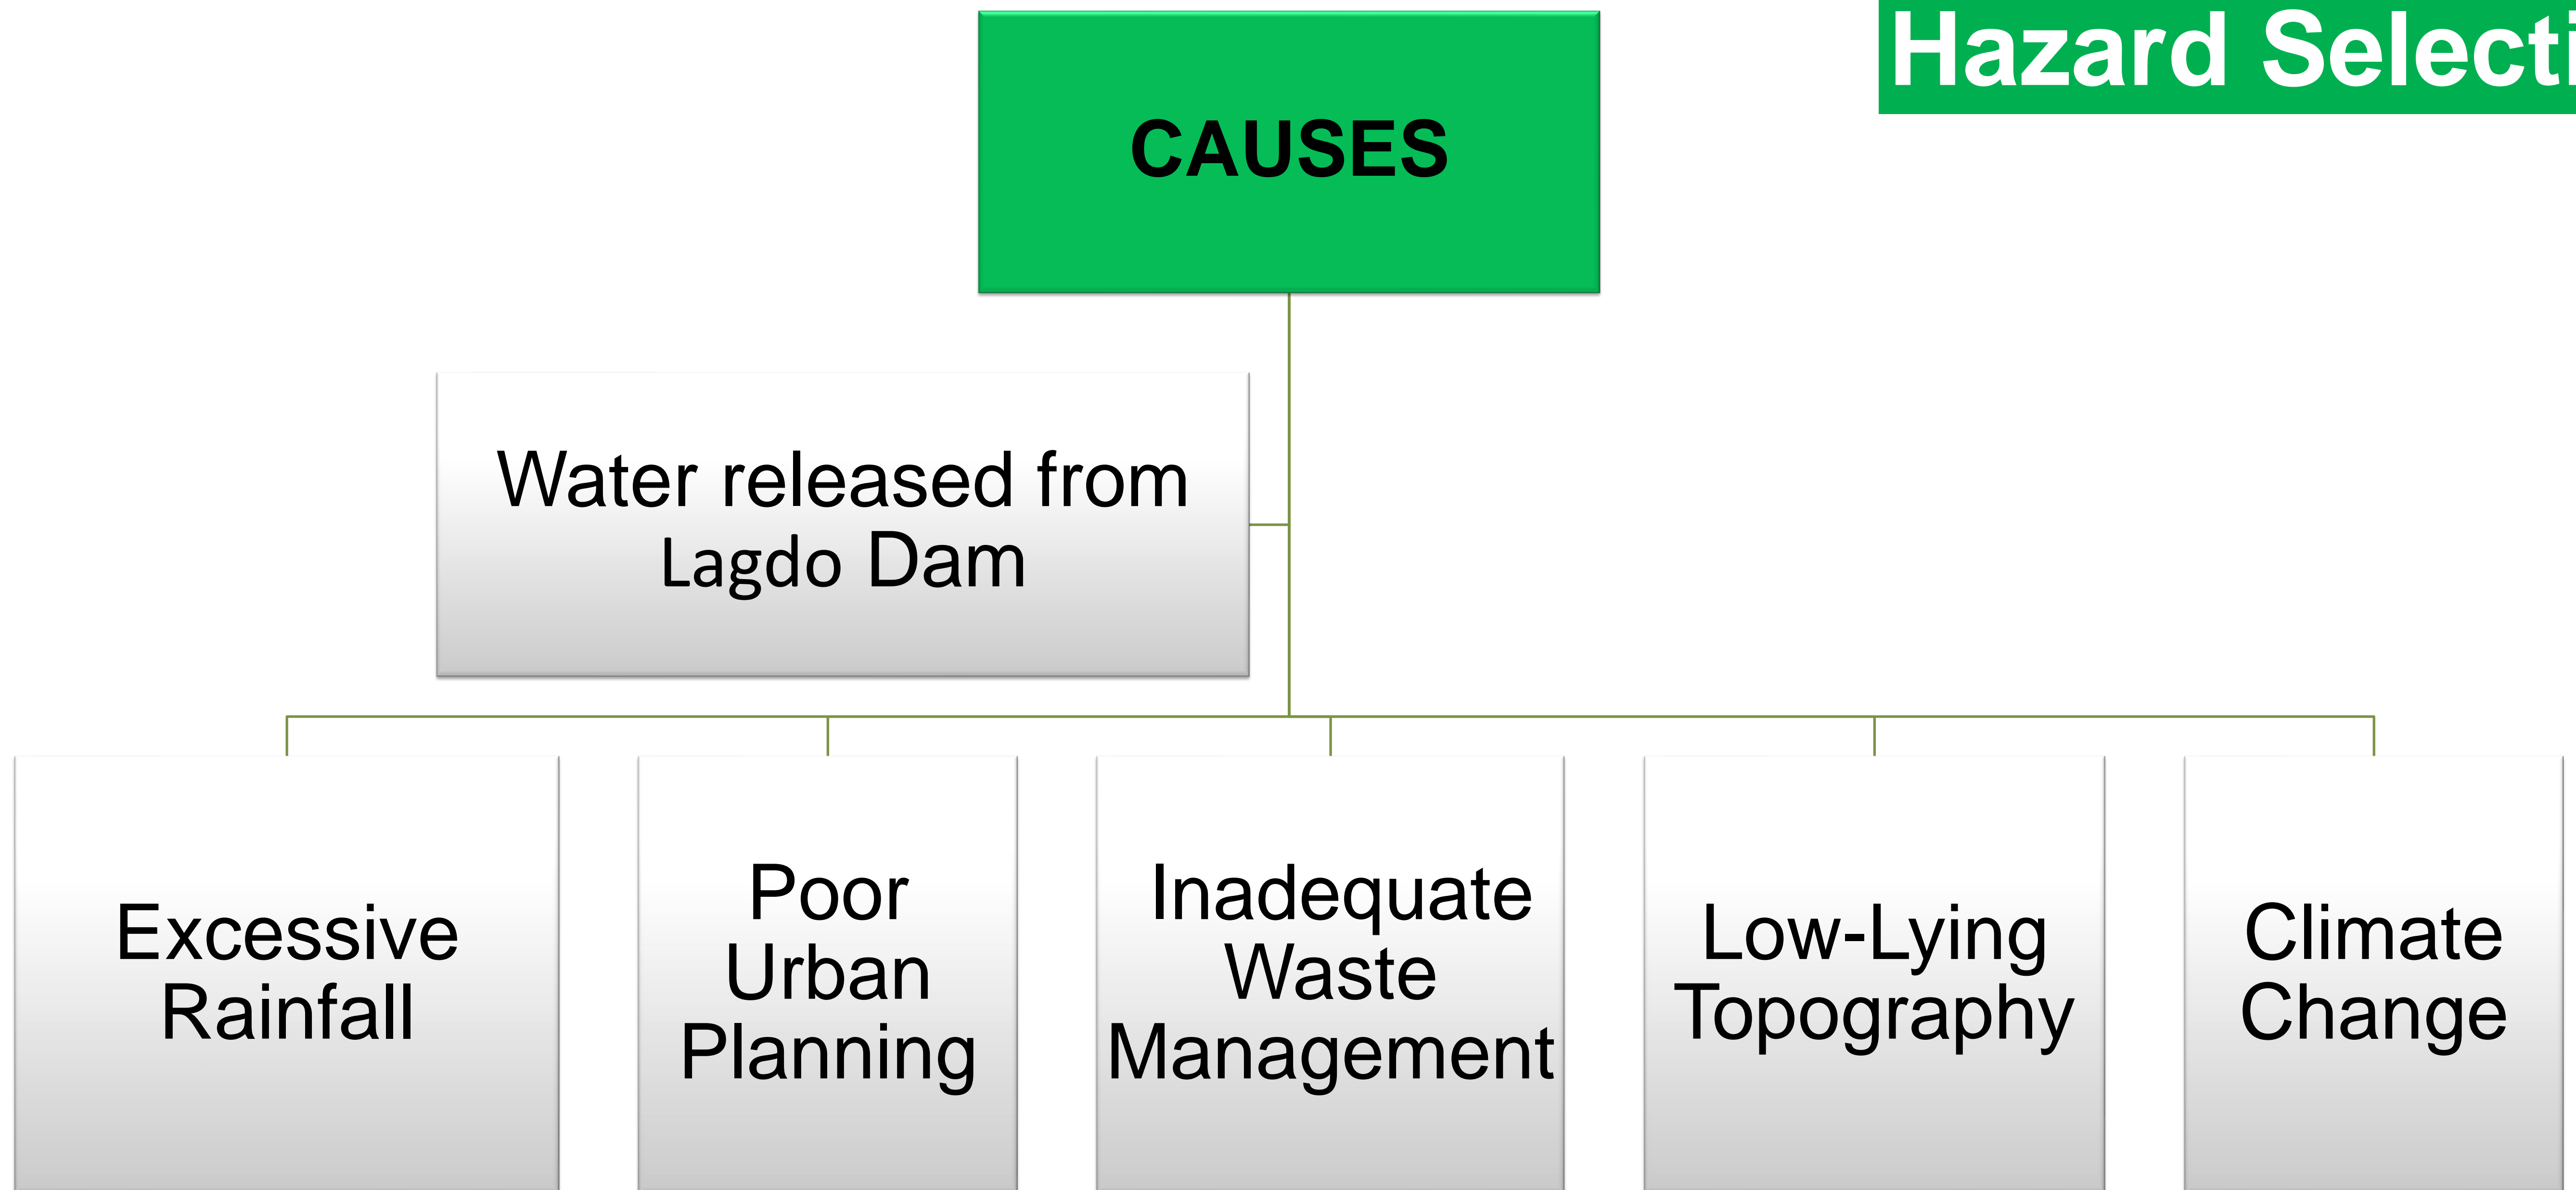 Hazard Selecti
CAUSES
Water released from
Lagdo Dam
Excessive
Rainfall
Poor
Urban
Planning
Inadequate
Waste
Management
Low-Lying
Topography
Climate
Change